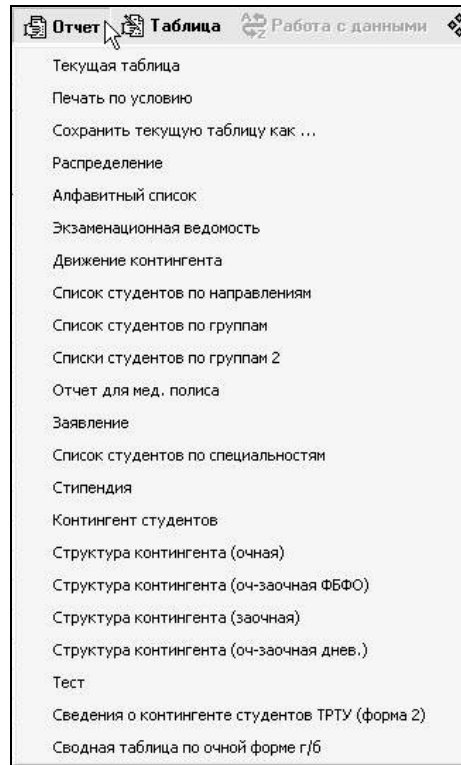 Отчет Таблица Работа с данными
Текущая таблица
Печать по условию
Сохранить текущую таблицу как ...
Распределение
Алфавитный список
Экзаменационная ведомость
Движение контингента
Список студентов по направлениям
Список студентов по группам
Списки студентов по группам 2
Отчет для мед. полиса
Заявление
Список студентов по специальностям
Стипендия
Контингент студентов
Структура контингента (очная)
Структура контингента (оч-заочная ФБФО)
Структура контингента (заочная)
Структура контингента (оч-заочная днев.)
Тест
Сведения о контингенте студентов ТРТУ (форма 2)
Сводная таблица по очной форме г/б